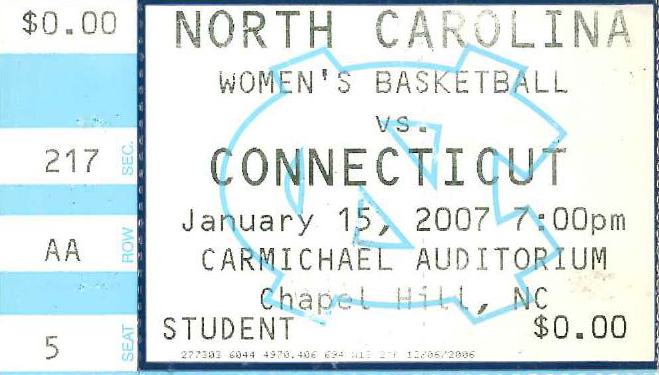 $0.00
217 SEC.
AA ROW
5 SEAT
NORTH CAROLINA
WOMEN'S BASKETBALL
vs.
CONNECTICUT
January 15, 2007 7:00pm
CARMICHAEL AUDITORIUM
Chapel Hill, NC
STUDENT $0.00
277303 6044 4970.406 694 12/06/2006